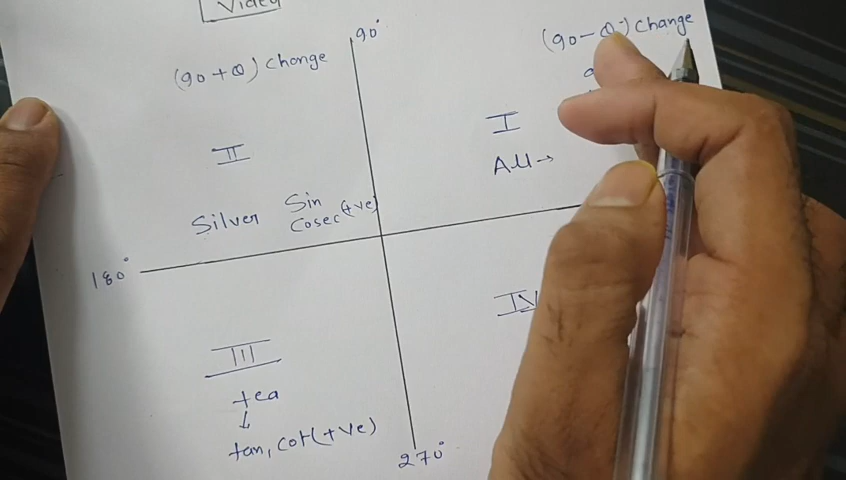 Video
90°
(90-θ) Change
(90+θ) Change
II
I
All→
Silver Sin
Cosec (+ve)
180°
III
IV
tea
↓
tan, cot(+ve)
270°